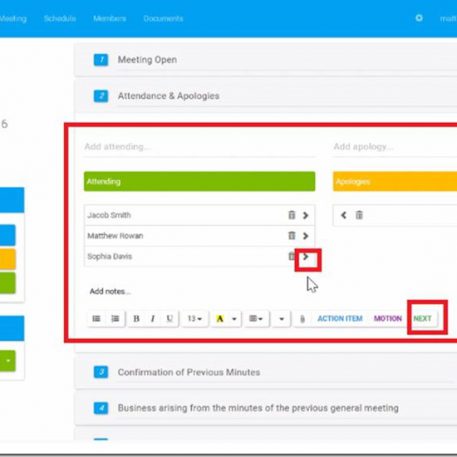 Meeting Schedule Members Documents matt
1 Meeting Open
2 Attendance & Apologies
6
Add attending... Add apology...
Attending Apologies
Jacob Smith
Matthew Rowan
Sophia Davis
Add notes...
B I U 13 A ACTION ITEM MOTION NEXT
3 Confirmation of Previous Minutes
4 Business arising from the minutes of the previous general meeting